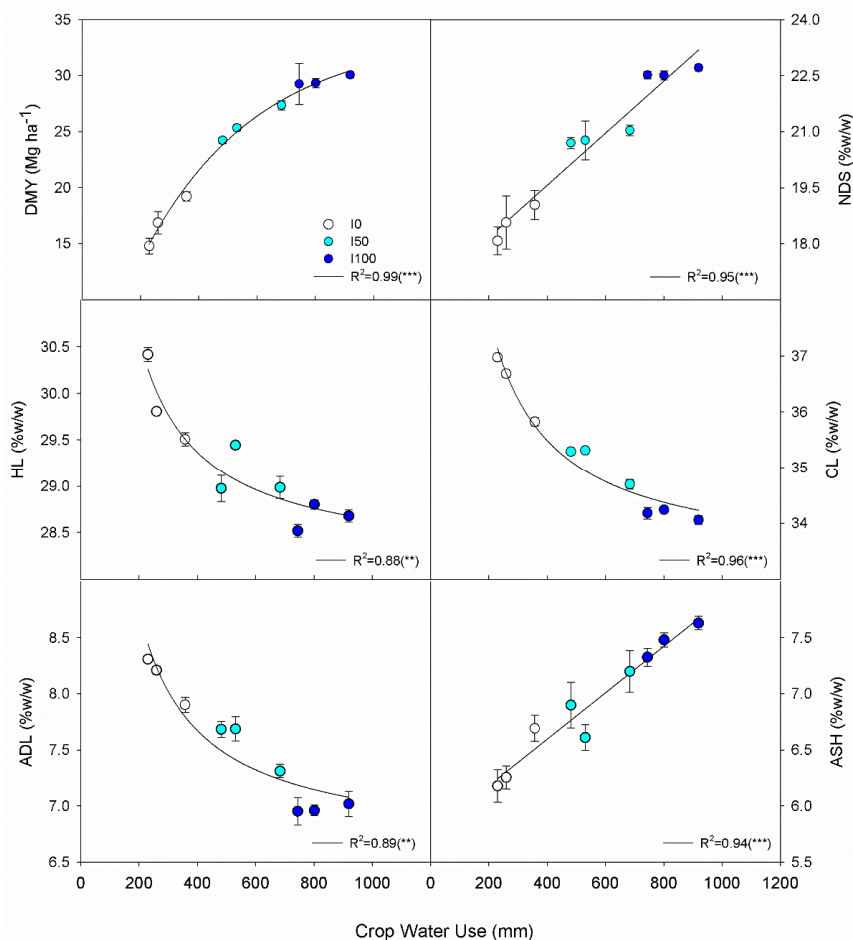 35
30
25
20
15
DMY (Mg ha⁻¹)
I0
I50
I100
R²=0.99(***)
24.0
22.5
21.0
19.5
18.0
NDS (%w/w)
R²=0.95(***)
30.5
30.0
29.5
29.0
28.5
HL (%w/w)
R²=0.88(**)
37
36
35
34
CL (%w/w)
R²=0.96(***)
8.5
8.0
7.5
7.0
6.5
ADL (%w/w)
R²=0.89(**)
7.5
7.0
6.5
6.0
5.5
ASH (%w/w)
R²=0.94(***)
0 200 400 600 800 1000 0 200 400 600 800 1000 1200
Crop Water Use (mm)